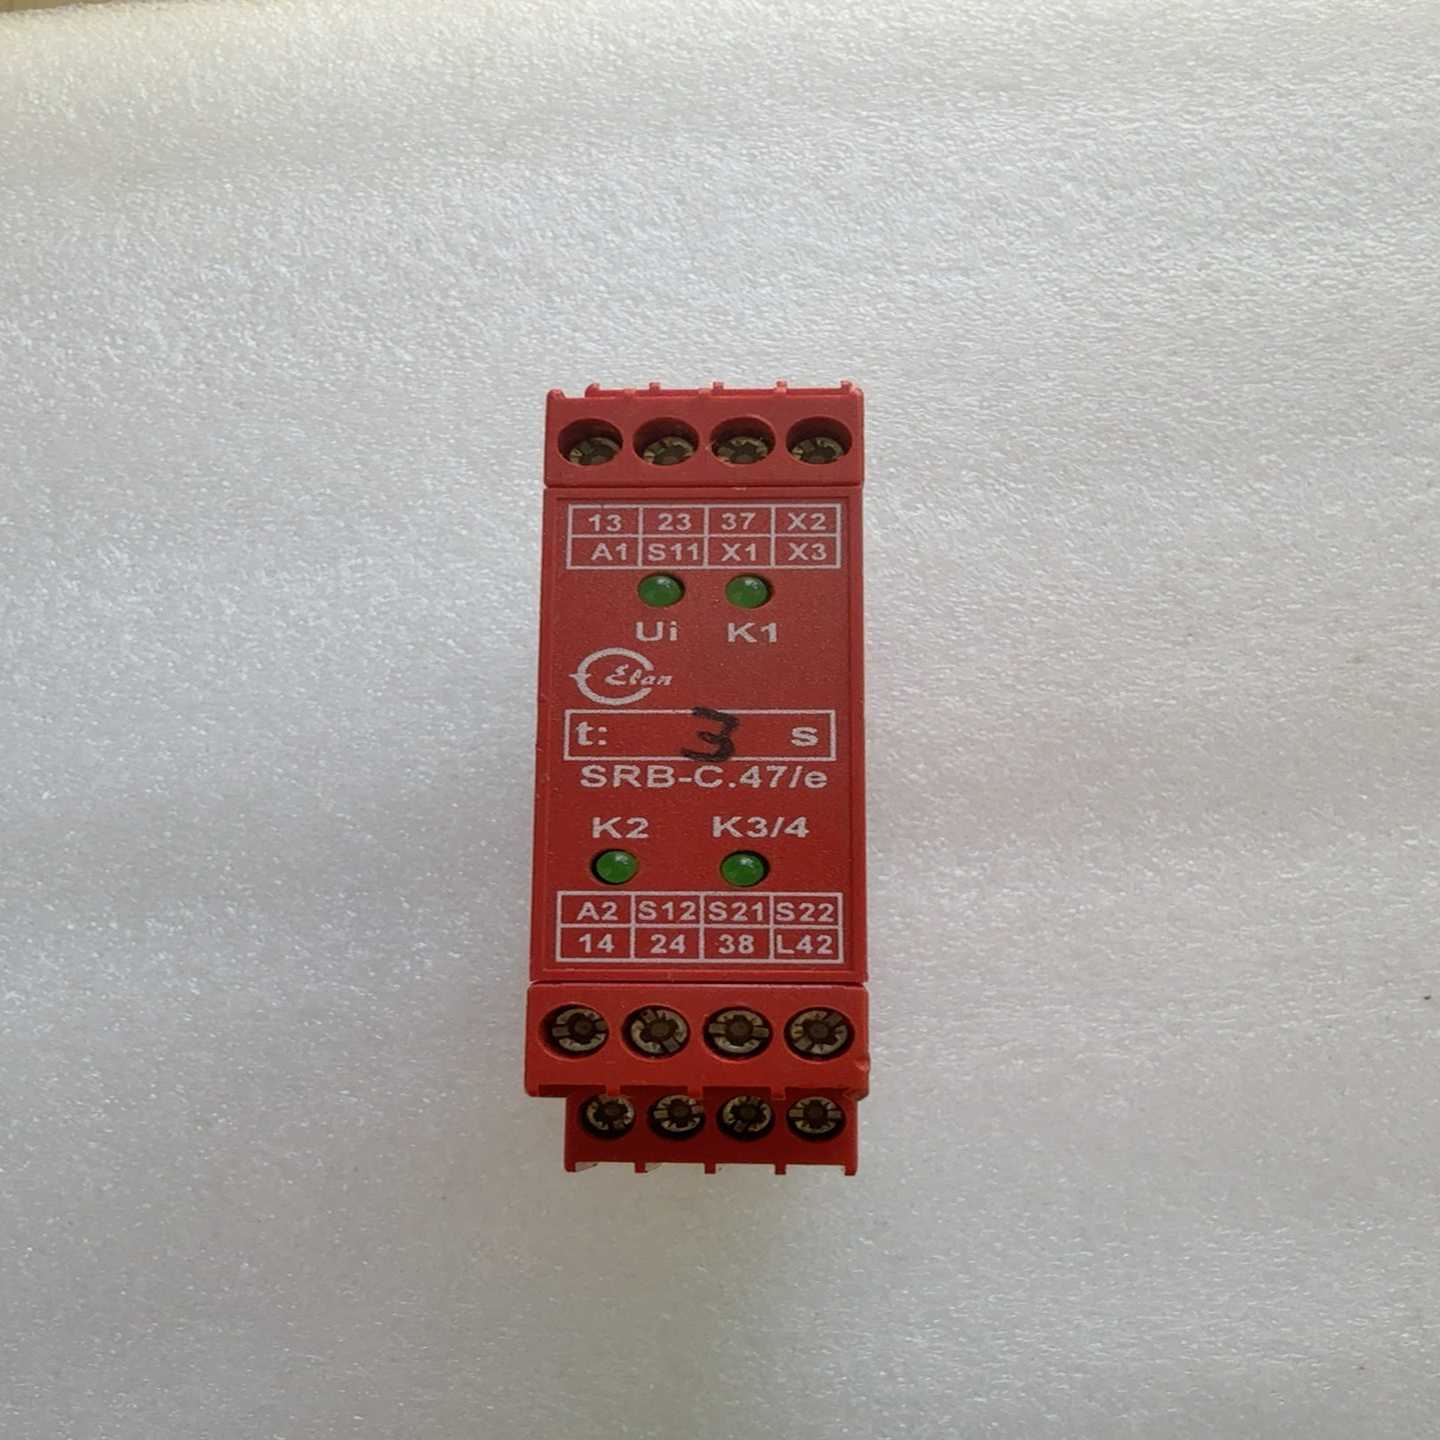 13 23 37 X2
A1 S11 X1 X3
Ui K1
Elan
t: 3 s
SRB-C.47/e
K2 K3/4
A2 S12 S21 S22
14 24 38 L42